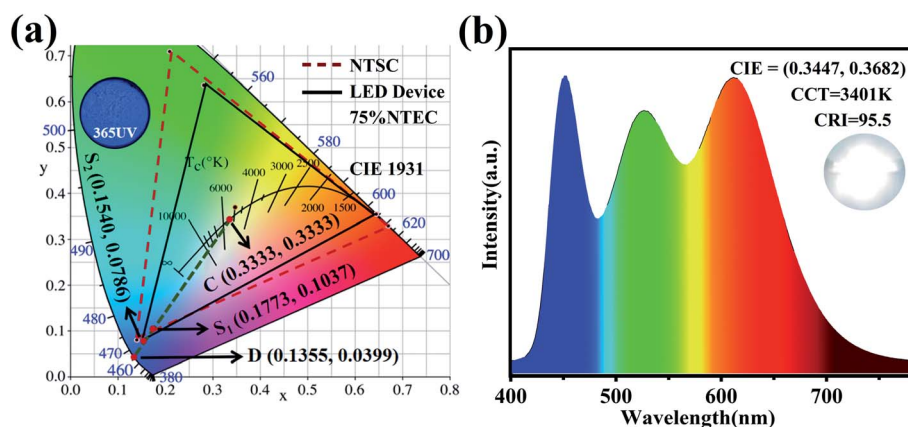 (a)
0.7
0.6
500
0.5
y
0.4
0.3
490
0.2
480
0.1
470
460
0.0
0.0 0.1 0.2 0.3 0.4 0.5 0.6 0.7 0.8
x
380
560
580
600
620
700
NTSC
LED Device
75%NTEC
CIE 1931
365UV
T_C(°K)
10000
6000
4000
3000
2500
2000
1500
∞
S₂ (0.1540, 0.0786)
C (0.3333, 0.3333)
S₁ (0.1773, 0.1037)
D (0.1355, 0.0399)
(b)
CIE = (0.3447, 0.3682)
CCT=3401K
CRI=95.5
Intensity(a.u.)
400 500 600 700
Wavelength(nm)